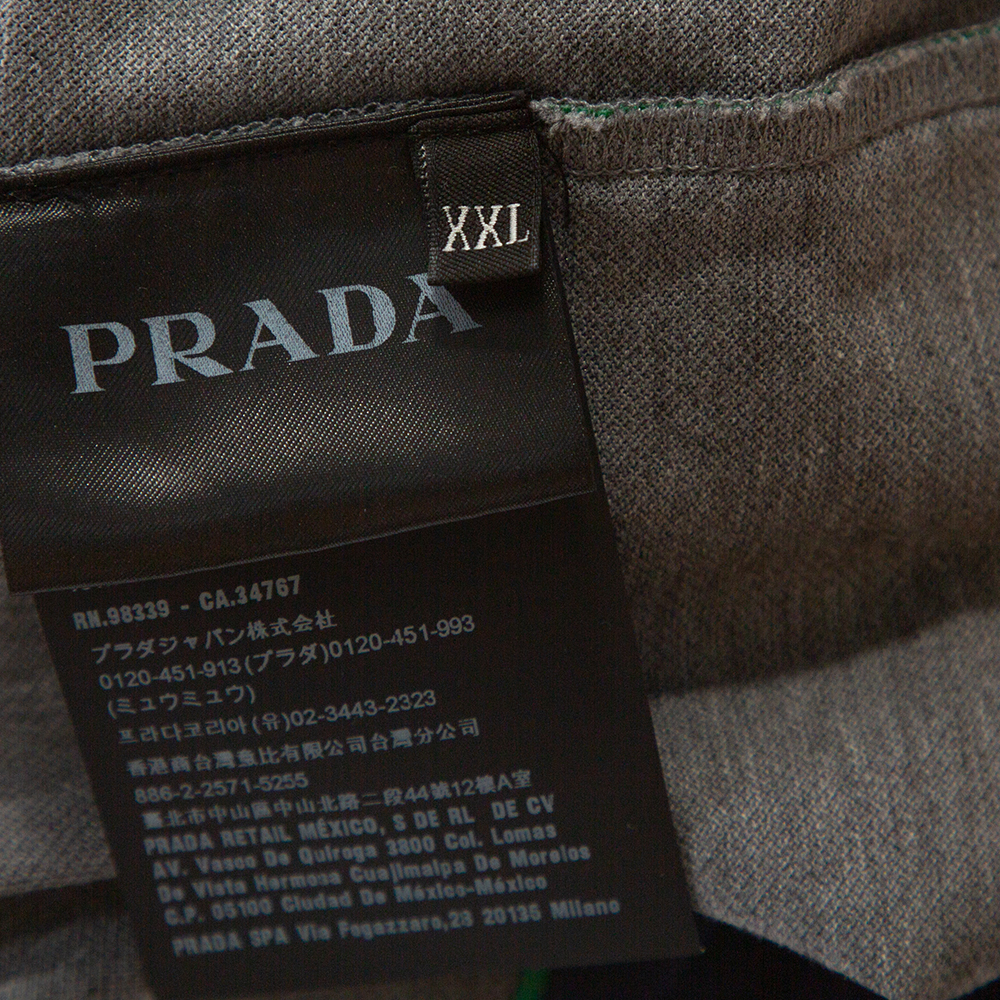 XXL
PRADA
RN.98339 - CA.34767
プラダジャパン株式会社
0120-451-913(プラダ)0120-451-993
(ミュウミュウ)
프라다코리아(유)02-3443-2323
香港商台灣意比有限公司台灣分公司
886-2-2571-5255
臺北市中山區中山北路二段44號12樓A室
PRADA RETAIL MÉXICO, S DE RL DE CV
AV. Vasco De Quiroga 3800 Col. Lomas
De Vista Hermosa Cuajimalpa De Morelos
C.P. 05100 Ciudad De México-México
PRADA SPA Via Fogazzaro,28 20135 Milano